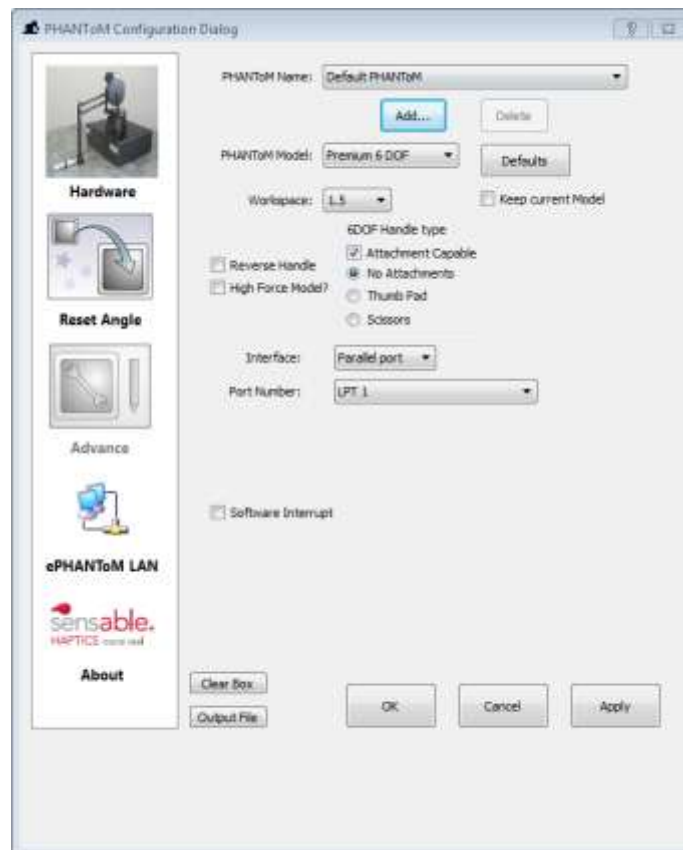 PHANToM Configuration Dialog
Hardware
Reset Angle
Advance
ePHANToM LAN
sensable.
HAPTICS
About
PHANToM Name: Default PHANToM
Add... Delete
PHANToM Model: Premium 6 DOF Defaults
Workspace: 1.5 Keep current Model
6DOF Handle type
Attachment Capable
Reverse Handle No Attachments
High Force Model? Thumb Pad
Scissors
Interface: Parallel port
Port Number: LPT 1
Software Interrupt
Clear Box
Output File
OK Cancel Apply